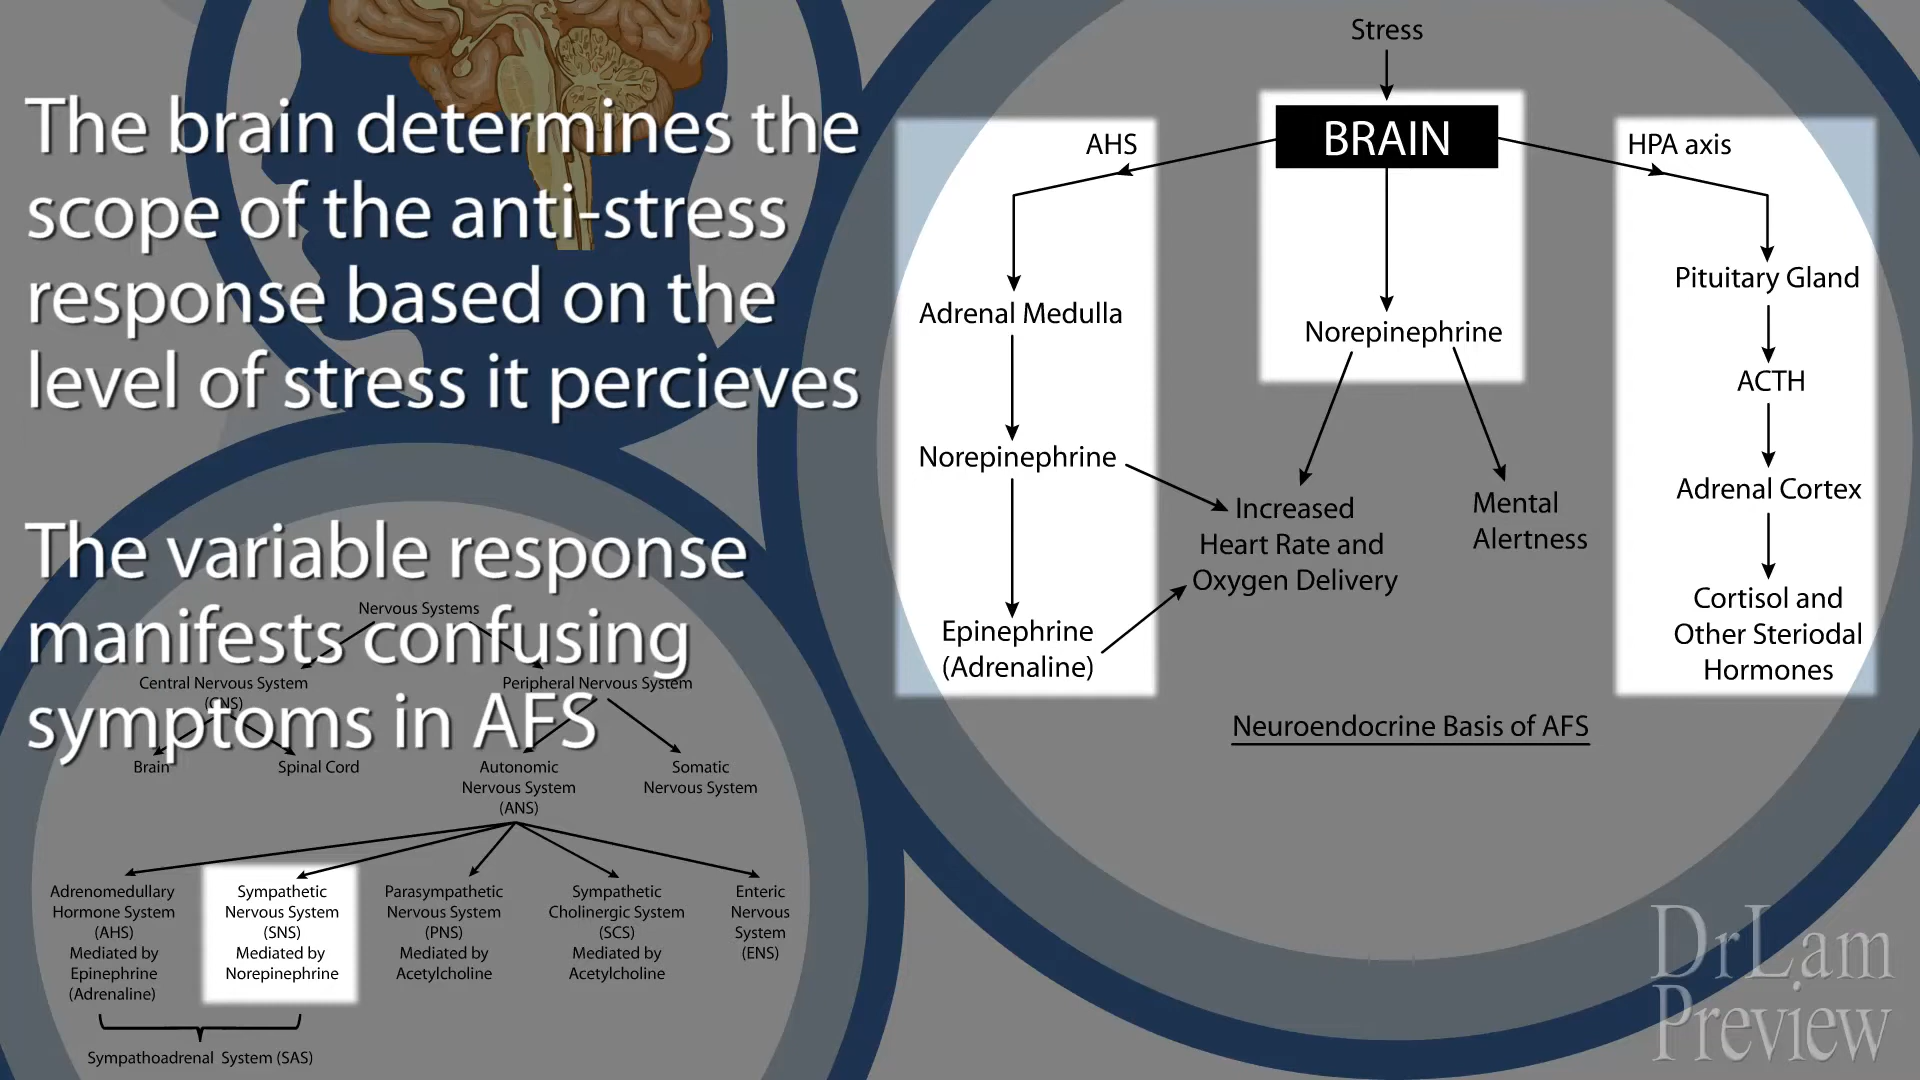 The brain determines the
scope of the anti-stress
response based on the
level of stress it percieves
The variable response
manifests confusing
symptoms in AFS
Stress
BRAIN
AHS
HPA axis
Adrenal Medulla
Norepinephrine
Epinephrine
(Adrenaline)
Norepinephrine
Increased
Heart Rate and
Oxygen Delivery
Mental
Alertness
Pituitary Gland
ACTH
Adrenal Cortex
Cortisol and
Other Steriodal
Hormones
Neuroendocrine Basis of AFS
Nervous Systems
Central Nervous System
(CNS)
Peripheral Nervous System
Brain
Spinal Cord
Autonomic
Nervous System
(ANS)
Somatic
Nervous System
Adrenomedullary
Hormone System
(AHS)
Mediated by
Epinephrine
(Adrenaline)
Sympathetic
Nervous System
(SNS)
Mediated by
Norepinephrine
Parasympathetic
Nervous System
(PNS)
Mediated by
Acetylcholine
Sympathetic
Cholinergic System
(SCS)
Mediated by
Acetylcholine
Enteric
Nervous
System
(ENS)
Sympathoadrenal System (SAS)
DrLam
Preview